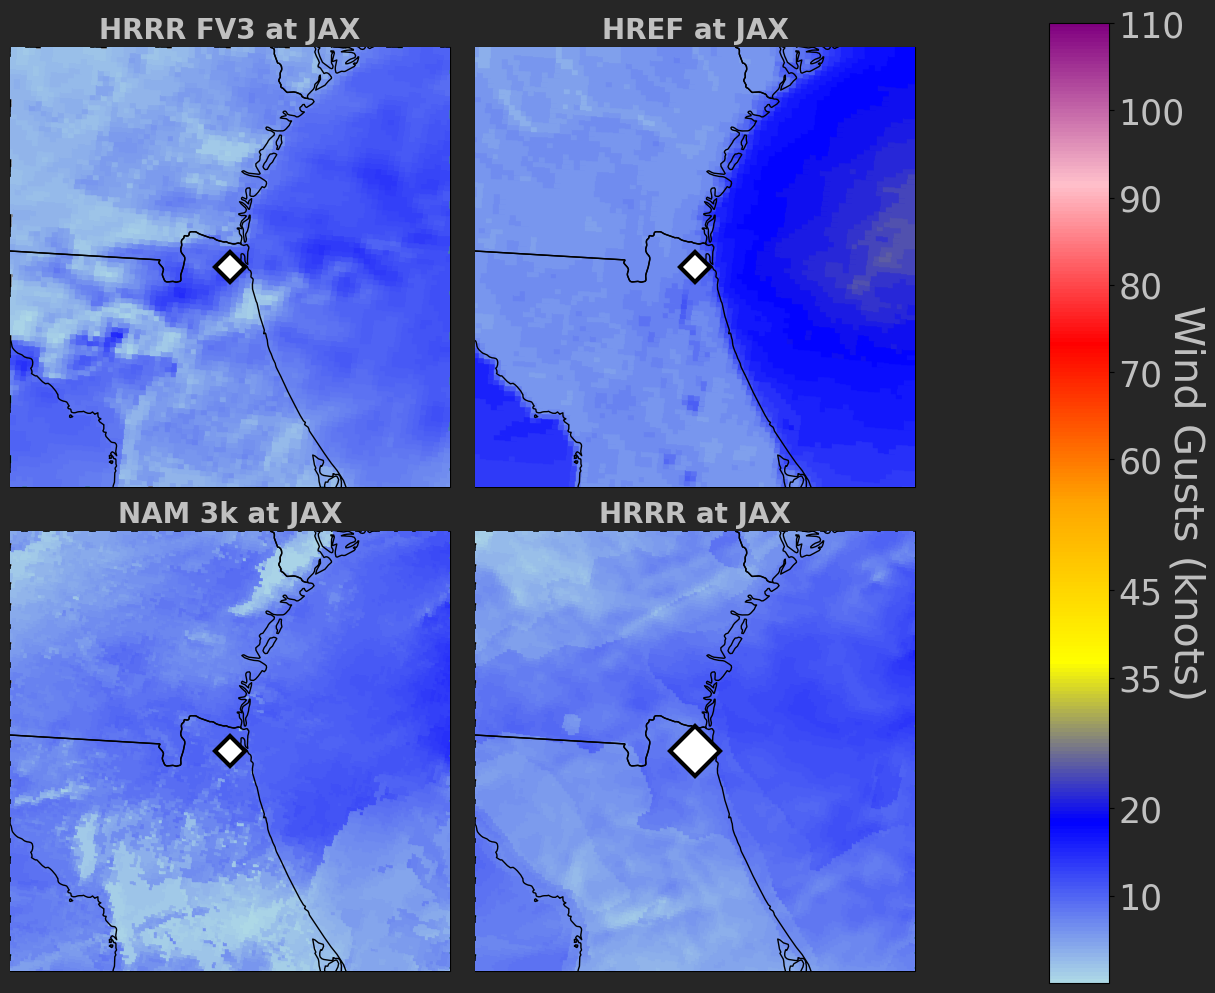 HRRR FV3 at JAX
HREF at JAX
NAM 3k at JAX
HRRR at JAX
110
100
90
80
70
60
45
35
20
10
Wind Gusts (knots)